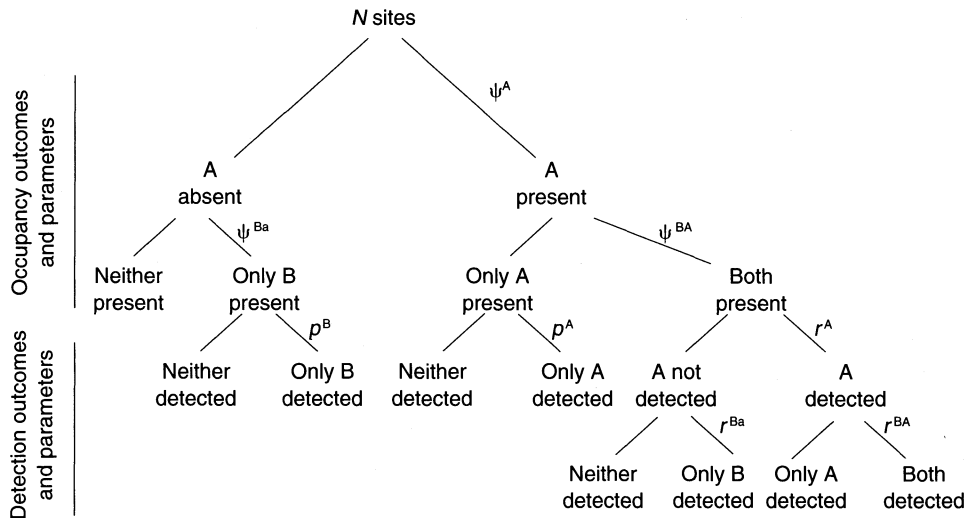 N sites
ψA
A
absent
A
present
ψBa
ψBA
Neither
present
Only B
present
Only A
present
Both
present
pB
pA
rA
Neither
detected
Only B
detected
Neither
detected
Only A
detected
A not
detected
A
detected
rBa
rBA
Neither
detected
Only B
detected
Only A
detected
Both
detected
Occupancy outcomes
and parameters
Detection outcomes
and parameters